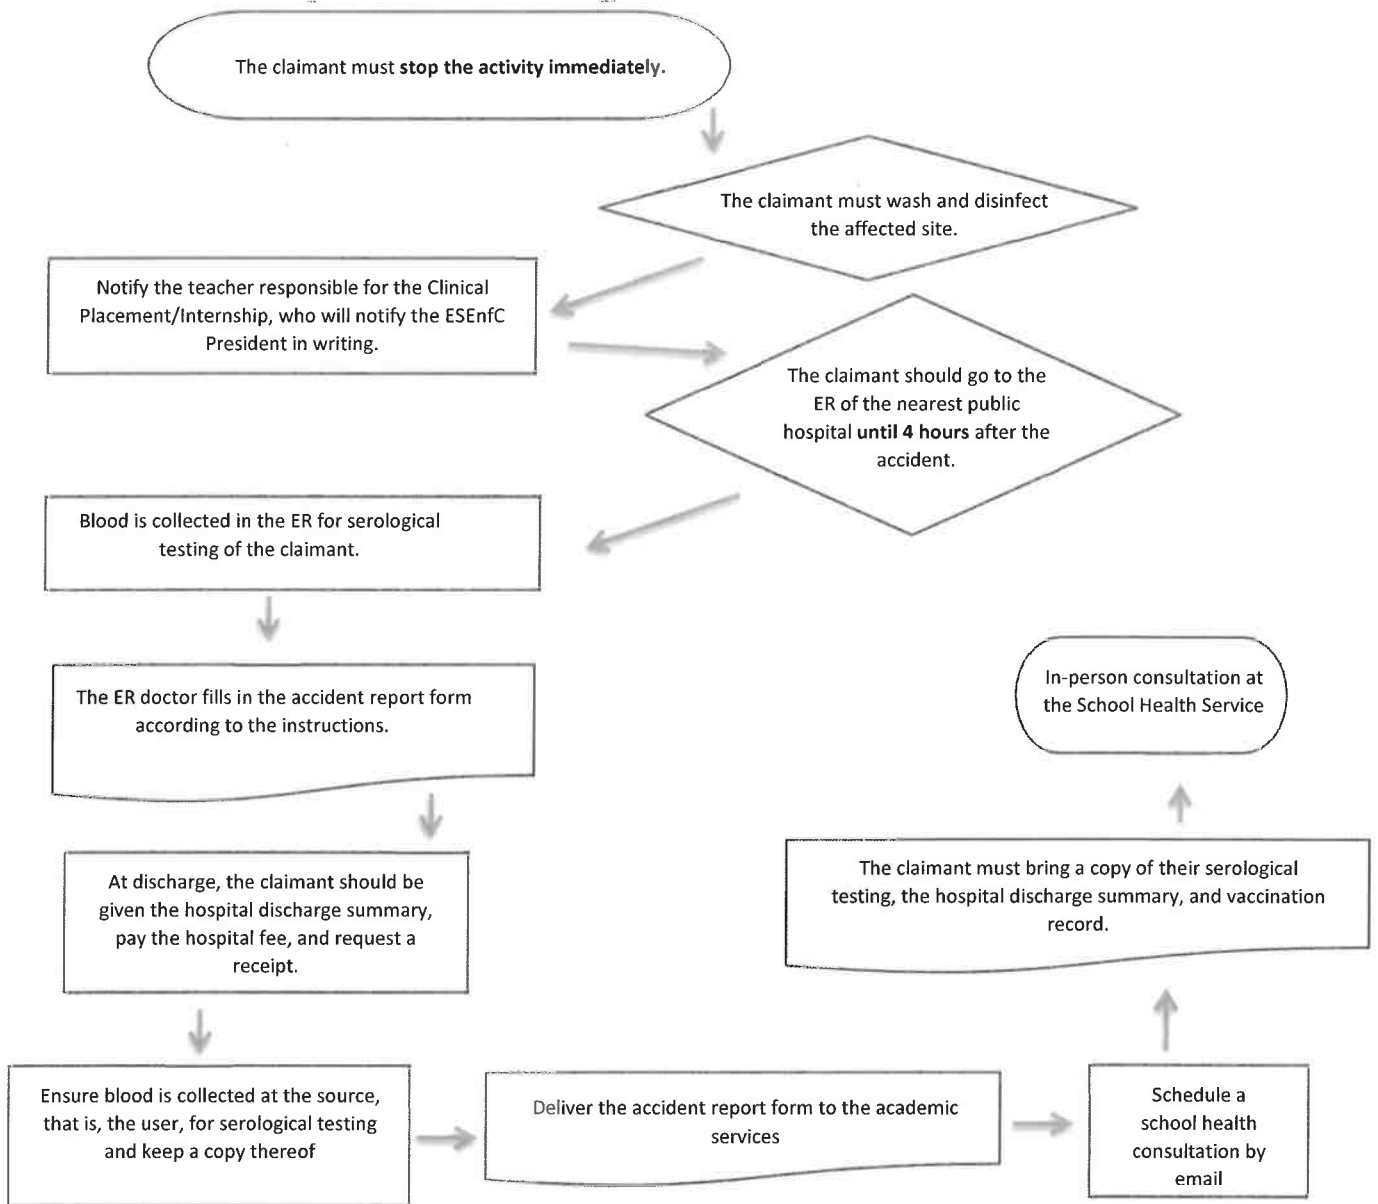 The claimant must stop the activity immediately.
The claimant must wash and disinfect
the affected site.
Notify the teacher responsible for the Clinical
Placement/Internship, who will notify the ESEnfC
President in writing.
The claimant should go to the
ER of the nearest public
hospital until 4 hours after the
accident.
Blood is collected in the ER for serological
testing of the claimant.
The ER doctor fills in the accident report form
according to the instructions.
At discharge, the claimant should be
given the hospital discharge summary,
pay the hospital fee, and request a
receipt.
Ensure blood is collected at the source,
that is, the user, for serological testing
and keep a copy thereof
Deliver the accident report form to the academic
services
Schedule a
school health
consultation by
email
The claimant must bring a copy of their serological
testing, the hospital discharge summary, and vaccination
record.
In-person consultation at
the School Health Service